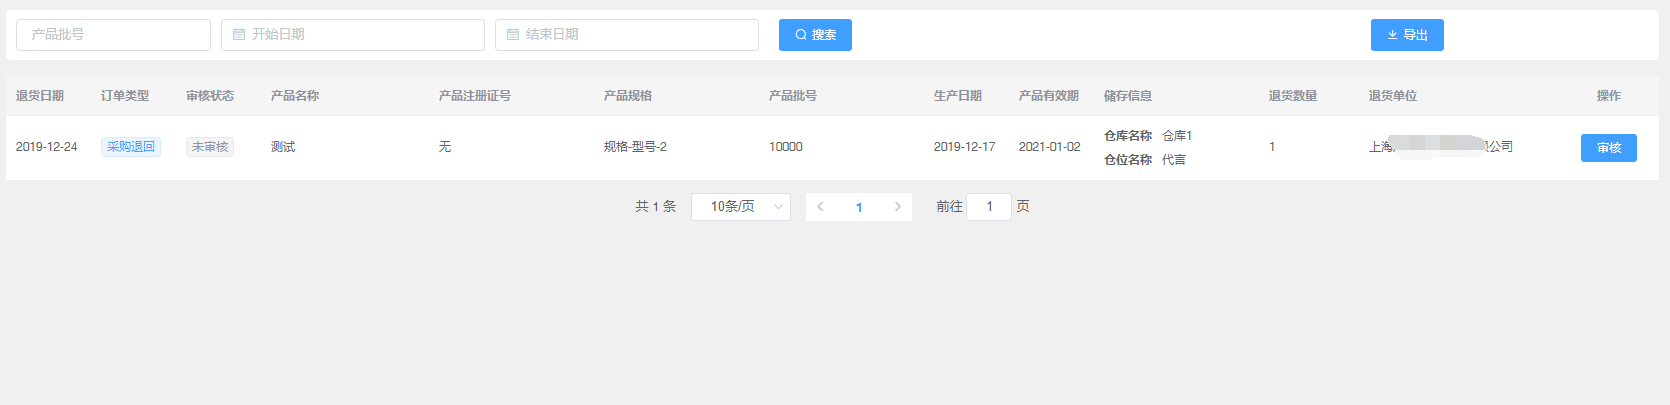 产品批号 开始日期 结束日期 搜索 导出
退货日期 订单类型 审核状态 产品名称 产品注册证号 产品规格 产品批号 生产日期 产品有效期 储存信息 退货数量 退货单位 操作
2019-12-24 采购退回 未审核 测试 无 规格-型号-2 10000 2019-12-17 2021-01-02 仓库名称 仓库1 1 上海 公司 审核
仓位名称 代言
共 1 条 10条/页 1 前往 1 页